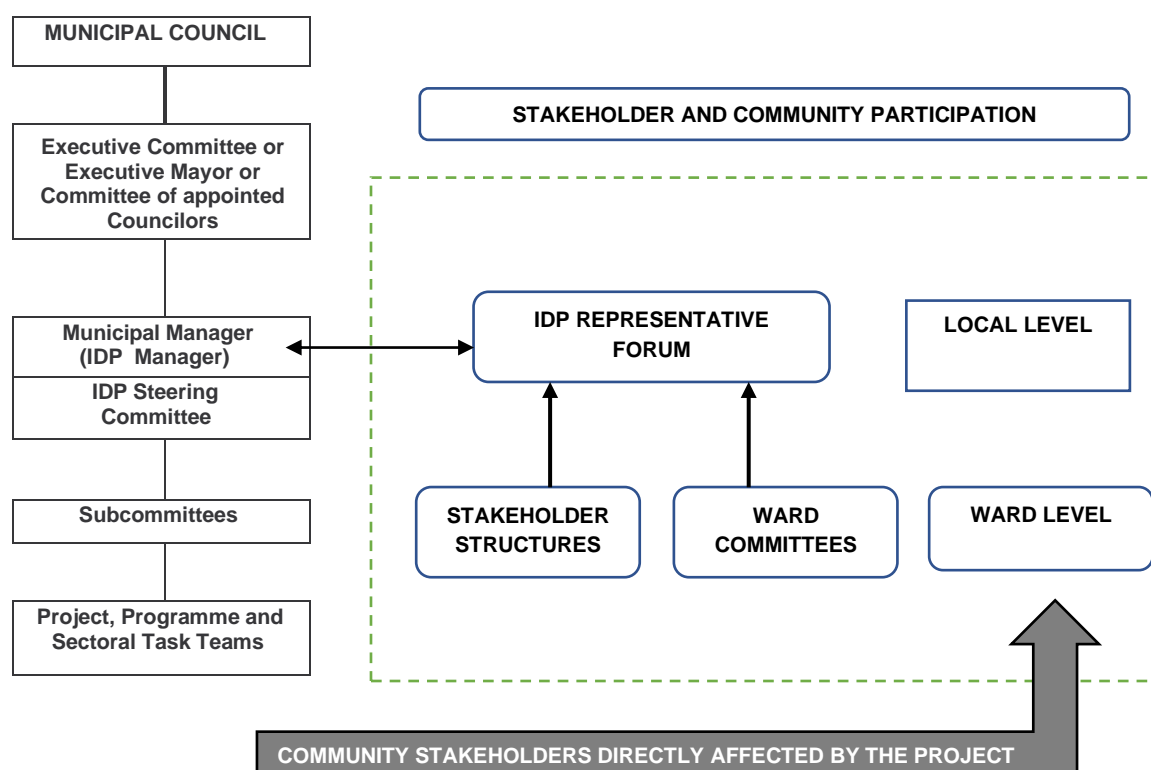 MUNICIPAL COUNCIL
Executive Committee or
Executive Mayor or
Committee of appointed
Councilors
Municipal Manager
(IDP Manager)
IDP Steering
Committee
Subcommittees
Project, Programme and
Sectoral Task Teams
STAKEHOLDER AND COMMUNITY PARTICIPATION
IDP REPRESENTATIVE
FORUM
LOCAL LEVEL
STAKEHOLDER
STRUCTURES
WARD
COMMITTEES
WARD LEVEL
COMMUNITY STAKEHOLDERS DIRECTLY AFFECTED BY THE PROJECT